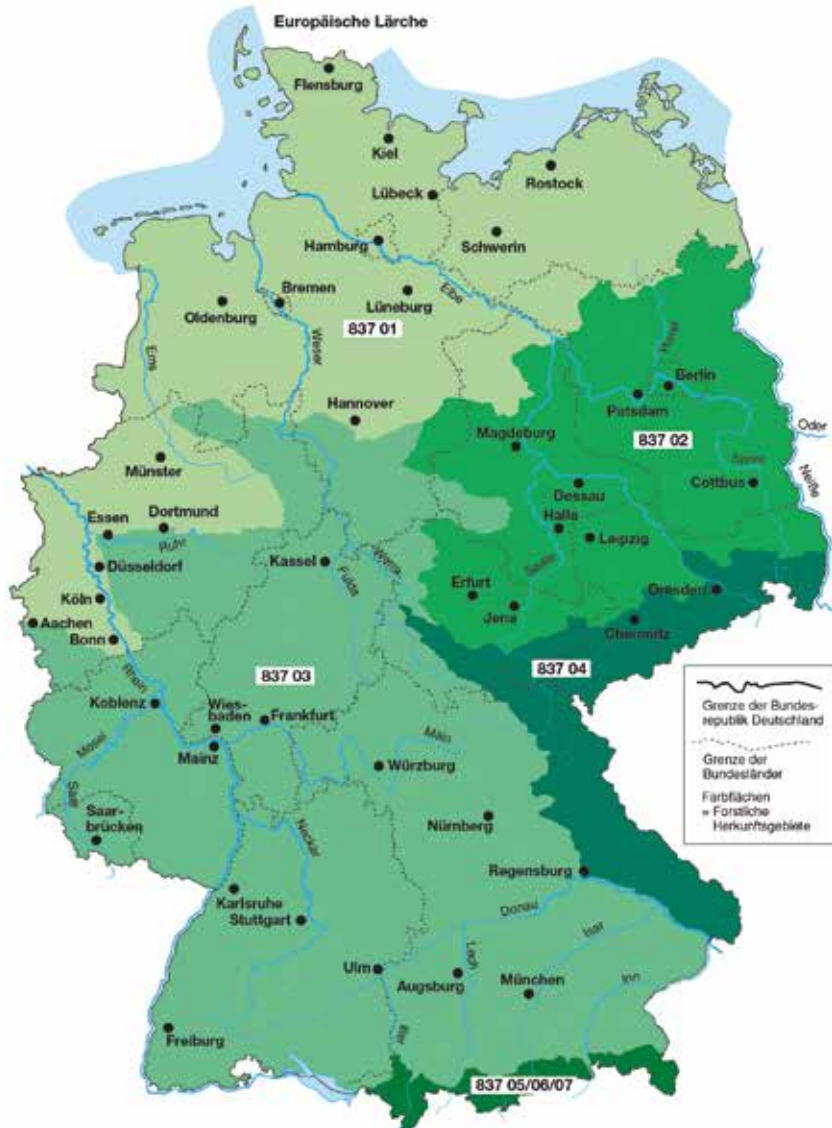 Europäische Lärche
Flensburg
Kiel
Rostock
Lübeck
Hamburg
Schwerin
Elbe
Bremen
Lüneburg
Oldenburg
837 01
Ems
Weser
Havel
Berlin
Hannover
Potsdam
Magdeburg
837 02
Oder
Münster
Spree
Cottbus
Neiße
Dessau
Dortmund
Essen
Halle
Ruhr
Leipzig
Düsseldorf
Kassel
Werra
Fulda
Saale
Erfurt
Dresden
Köln
Jena
Aachen
Chemnitz
Bonn
837 04
Rhein
837 03
Koblenz
Wies-
baden
Frankfurt
Mosel
Mainz
Main
Würzburg
Saar
Saar-
brücken
Neckar
Nürnberg
Regensburg
Karlsruhe
Stuttgart
Donau
Isar
Lech
Ulm
Augsburg
München
Inn
Freiburg
Iller
837 05/06/07
Grenze der Bundes-
republik Deutschland
Grenze der
Bundesländer
Farbflächen
= Forstliche
Herkunftsgebiete